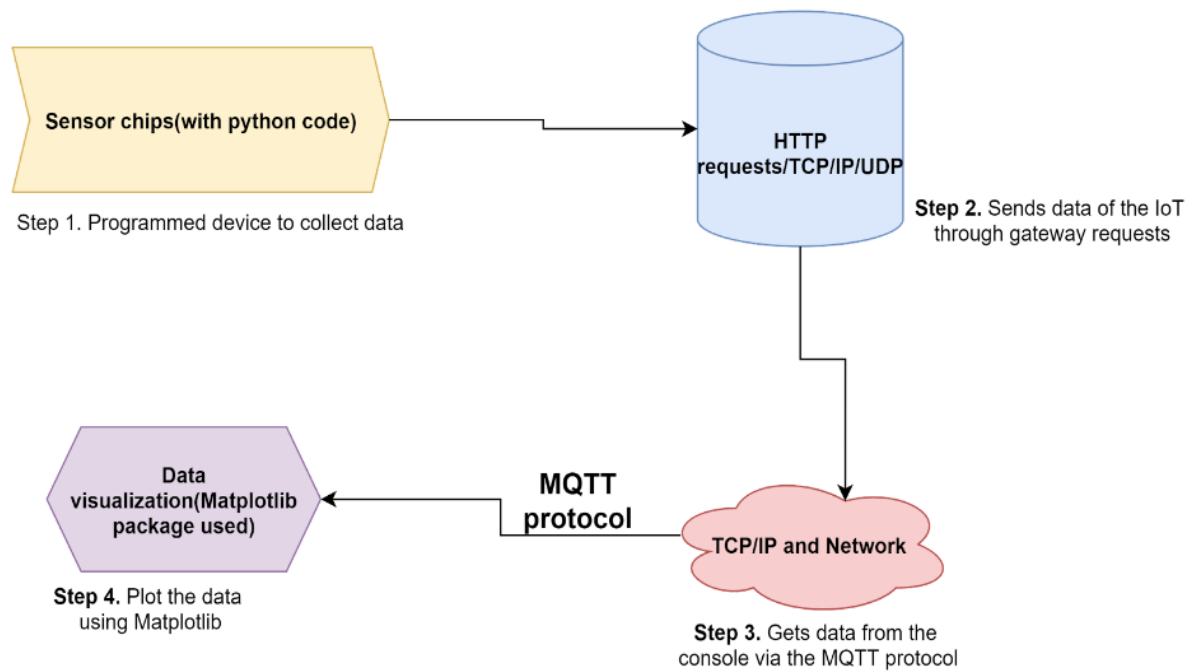 Sensor chips(with python code)
Step 1. Programmed device to collect data
HTTP
requests/TCP/IP/UDP
Step 2. Sends data of the IoT
through gateway requests
Data
visualization(Matplotlib
package used)
Step 4. Plot the data
using Matplotlib
MQTT
protocol
TCP/IP and Network
Step 3. Gets data from the
console via the MQTT protocol